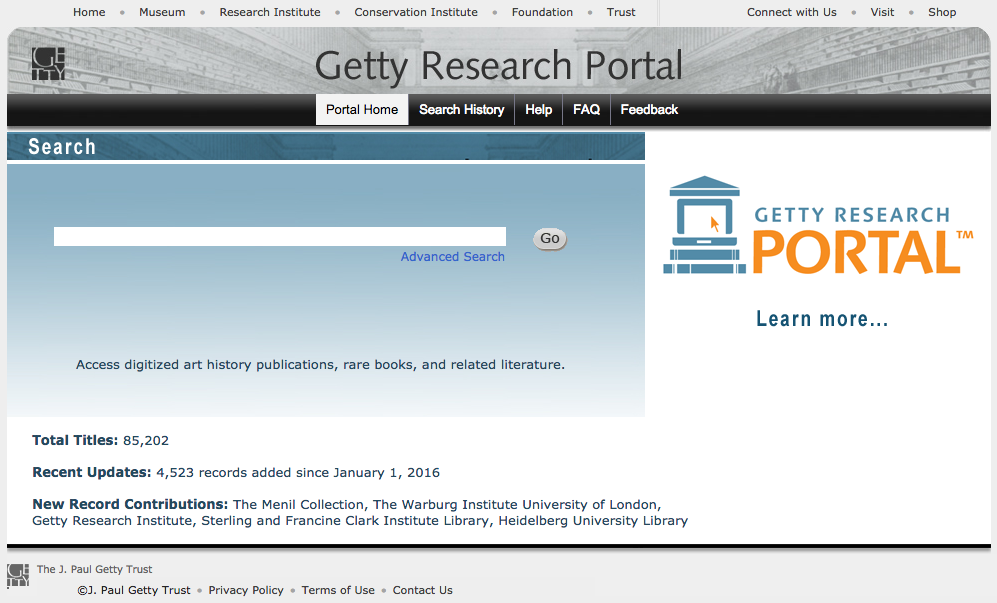 Home • Museum • Research Institute • Conservation Institute • Foundation • Trust Connect with Us • Visit • Shop
GETTY
Getty Research Portal
Portal Home Search History Help FAQ Feedback
Search
Go
Advanced Search
Access digitized art history publications, rare books, and related literature.
GETTY RESEARCH
PORTAL™
Learn more...
Total Titles: 85,202
Recent Updates: 4,523 records added since January 1, 2016
New Record Contributions: The Menil Collection, The Warburg Institute University of London,
Getty Research Institute, Sterling and Francine Clark Institute Library, Heidelberg University Library
GETTY
The J. Paul Getty Trust
©J. Paul Getty Trust • Privacy Policy • Terms of Use • Contact Us